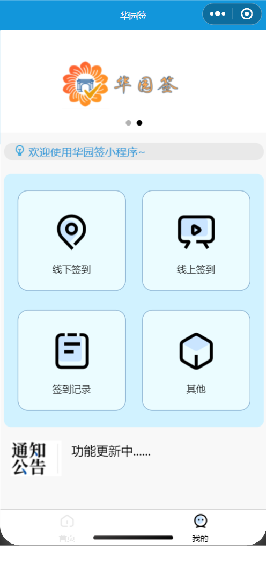 华园签
华园签
欢迎使用华园签小程序~
线下签到
线上签到
签到记录
其他
通知
公告
功能更新中......
首页
我的